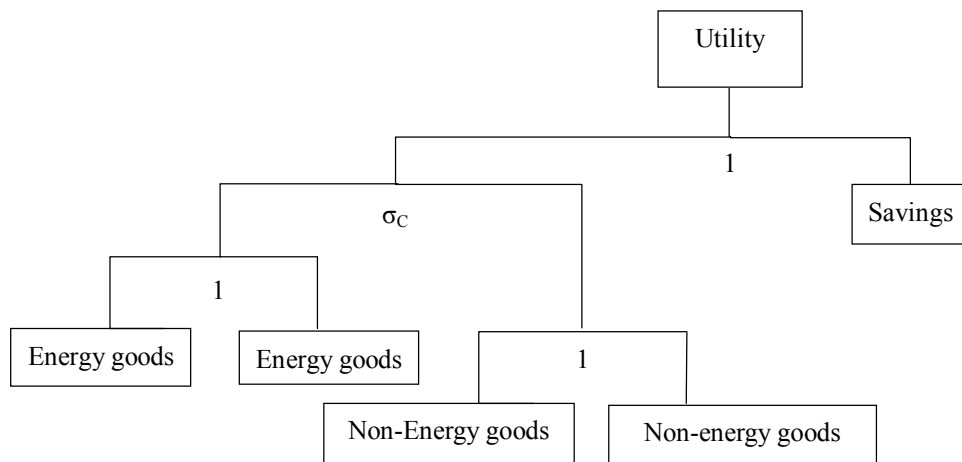 Utility
1
Savings
σC
1
Energy goods
Energy goods
1
Non-Energy goods
Non-energy goods